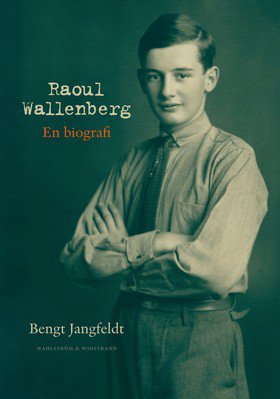 Raoul
Wallenberg
En biografi
Bengt Jangfeldt
WAHLSTRÖM & WIDSTRAND